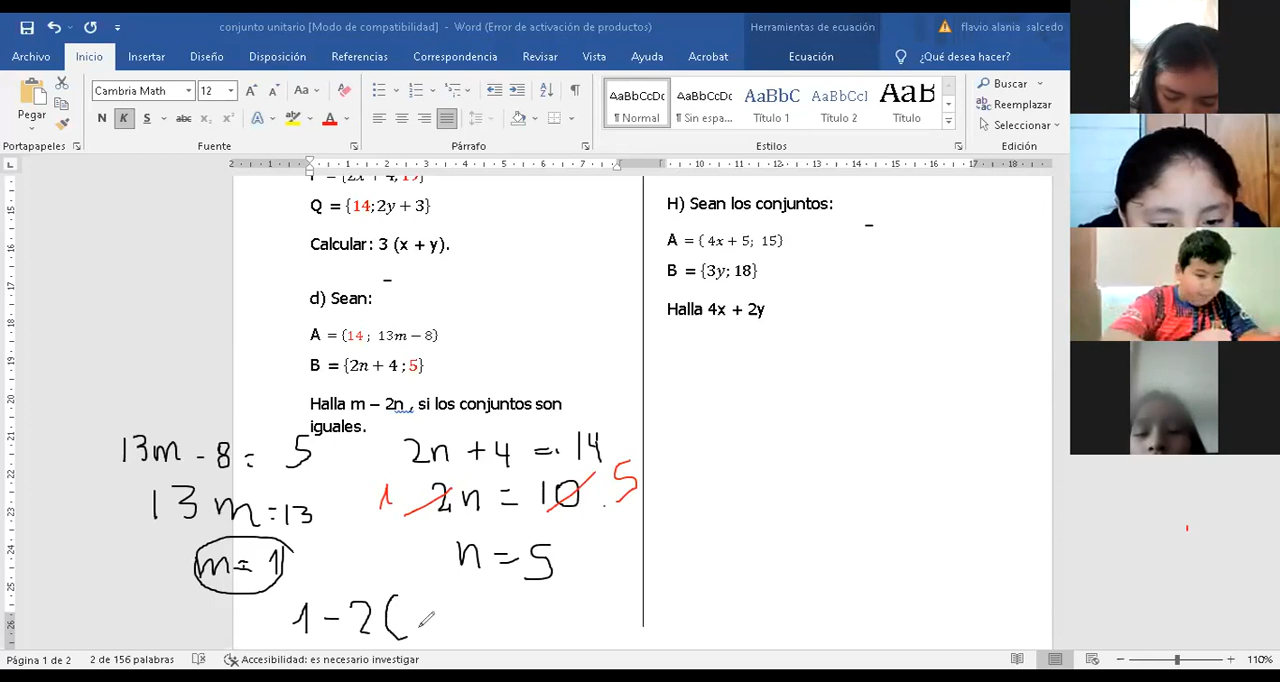 conjunto unitario [Modo de compatibilidad] - Word (Error de activación de productos)
Herramientas de ecuación
flavio alania salcedo
Archivo Inicio Insertar Diseño Disposición Referencias Correspondencia Revisar Vista Ayuda Acrobat Ecuación ¿Qué desea hacer?
Pegar
Cambria Math 12
N K S abc
AaBbCcDc AaBbCcDc AaBbC AaBbCcI AaB
¶ Normal ¶ Sin espa... Título 1 Título 2 Título
Buscar
Reemplazar
Seleccionar
Portapapeles Fuente Párrafo Estilos Edición
Q = {14; 2y + 3}
Calcular: 3 (x + y).
d) Sean:
A = {14 ; 13m − 8}
B = {2n + 4 ; 5}
Halla m – 2n , si los conjuntos son
iguales.
13m - 8 = 5
13m = 13
m = 1
2n + 4 = 14
1 2n = 10 5
n = 5
1 - 2 (
H) Sean los conjuntos:
A = { 4x + 5; 15}
B = {3y; 18}
Halla 4x + 2y
Página 1 de 2 2 de 156 palabras Accesibilidad: es necesario investigar 110%